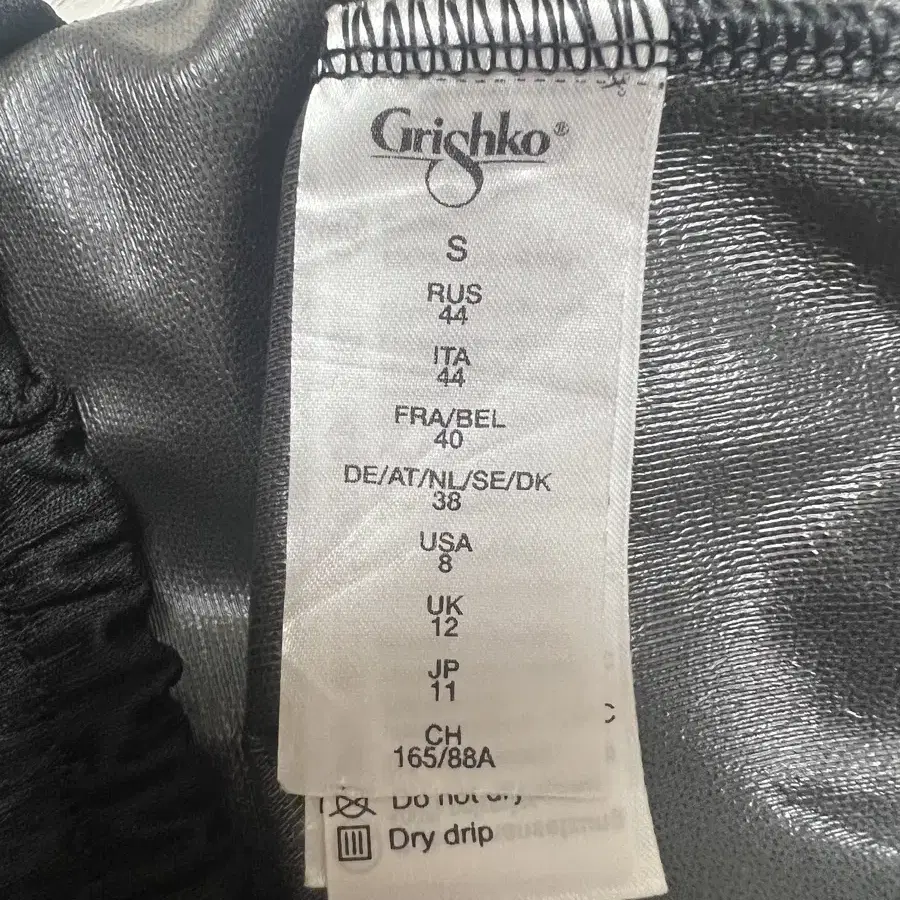 Grishko®
S
RUS
44
ITA
44
FRA/BEL
40
DE/AT/NL/SE/DK
38
USA
8
UK
12
JP
11
CH
165/88A
Do not dry
Dry drip